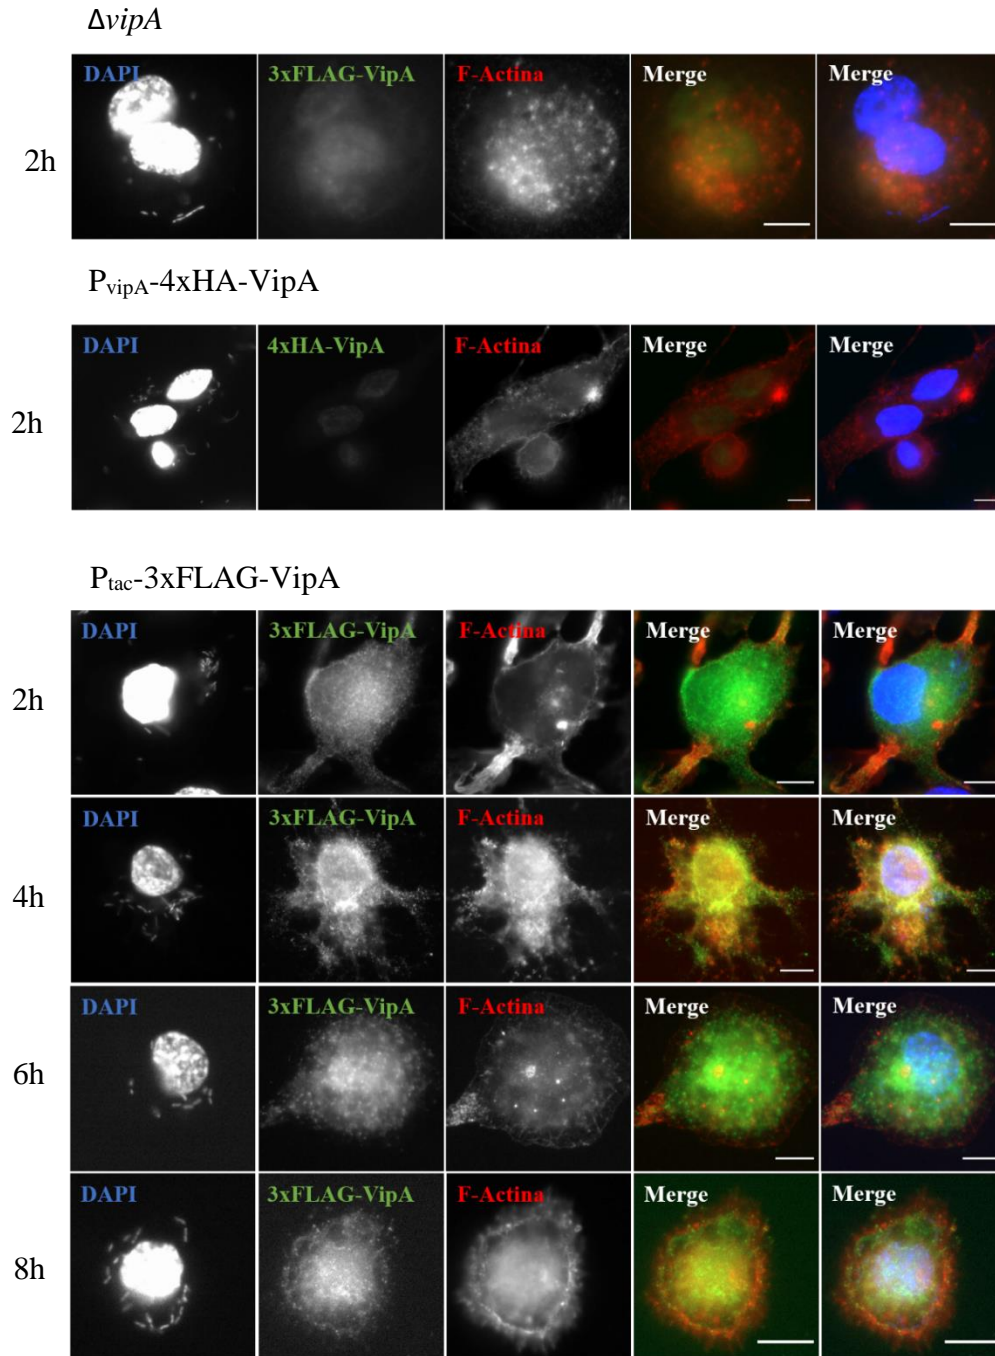 ΔvipA
DAPI 3xFLAG-VipA F-Actina Merge Merge
2h
PvipA-4xHA-VipA
DAPI 4xHA-VipA F-Actina Merge Merge
2h
Ptac-3xFLAG-VipA
DAPI 3xFLAG-VipA F-Actina Merge Merge
2h
DAPI 3xFLAG-VipA F-Actina Merge Merge
4h
DAPI 3xFLAG-VipA F-Actina Merge Merge
6h
DAPI 3xFLAG-VipA F-Actina Merge Merge
8h